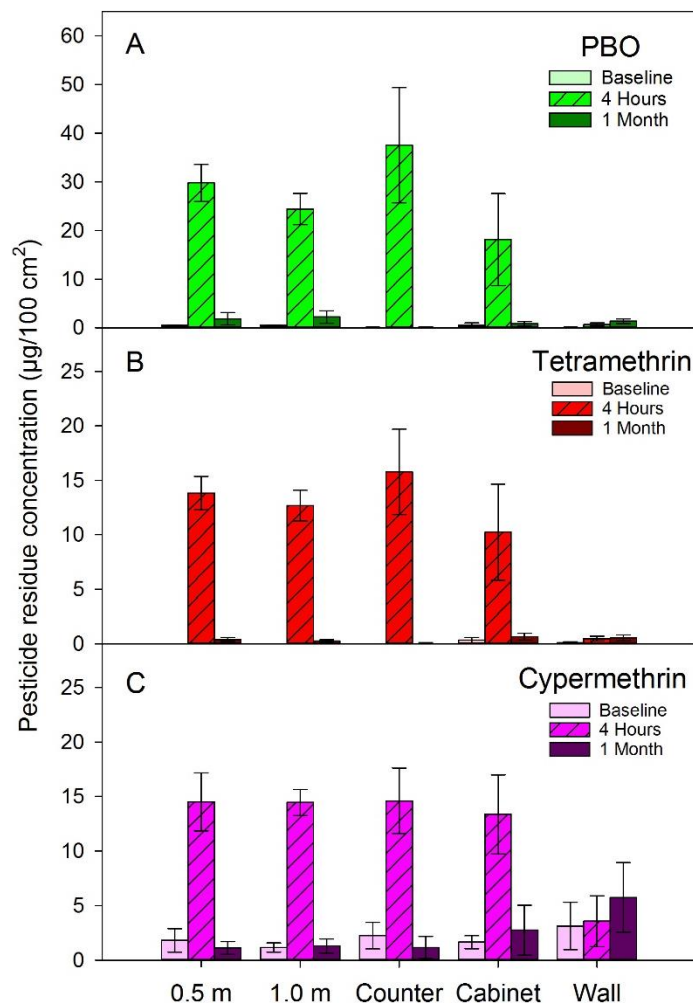 Pesticide residue concentration (µg/100 cm²)
A
PBO
Baseline
4 Hours
1 Month
60
50
40
30
20
10
0
B
Tetramethrin
Baseline
4 Hours
1 Month
25
20
15
10
5
0
C
Cypermethrin
Baseline
4 Hours
1 Month
25
20
15
10
5
0
0.5 m 1.0 m Counter Cabinet Wall